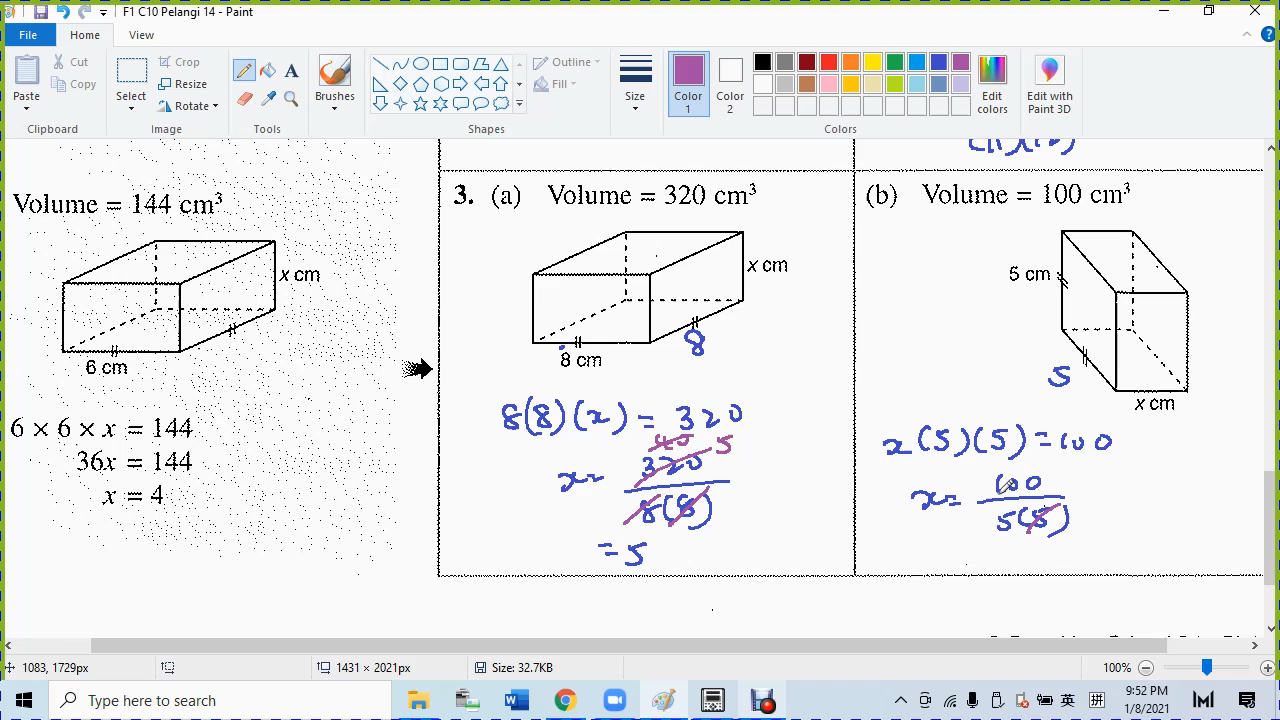 F1 C10 Pelangi 14 - Paint
File Home View
Paste
Cut
Copy
Clipboard
Select
Crop
Resize
Rotate
Image
A
Tools
Brushes
Outline
Fill
Shapes
Size
Color 1
Color 2
Edit colors
Edit with Paint 3D
Colors
Volume = 144 cm³
x cm
6 cm
6 × 6 × x = 144
36x = 144
x = 4
3. (a) Volume = 320 cm³
x cm
8
8 cm
8(8)(x) = 320
40 5
x = 320
8(8)
= 5
(b) Volume = 100 cm³
5 cm
5
x cm
x(5)(5) = 100
x = 100
5(5)
1083, 1729px
1431 × 2021px
Size: 32.7KB
100%
Type here to search
英
拼
9:52 PM
1/8/2021